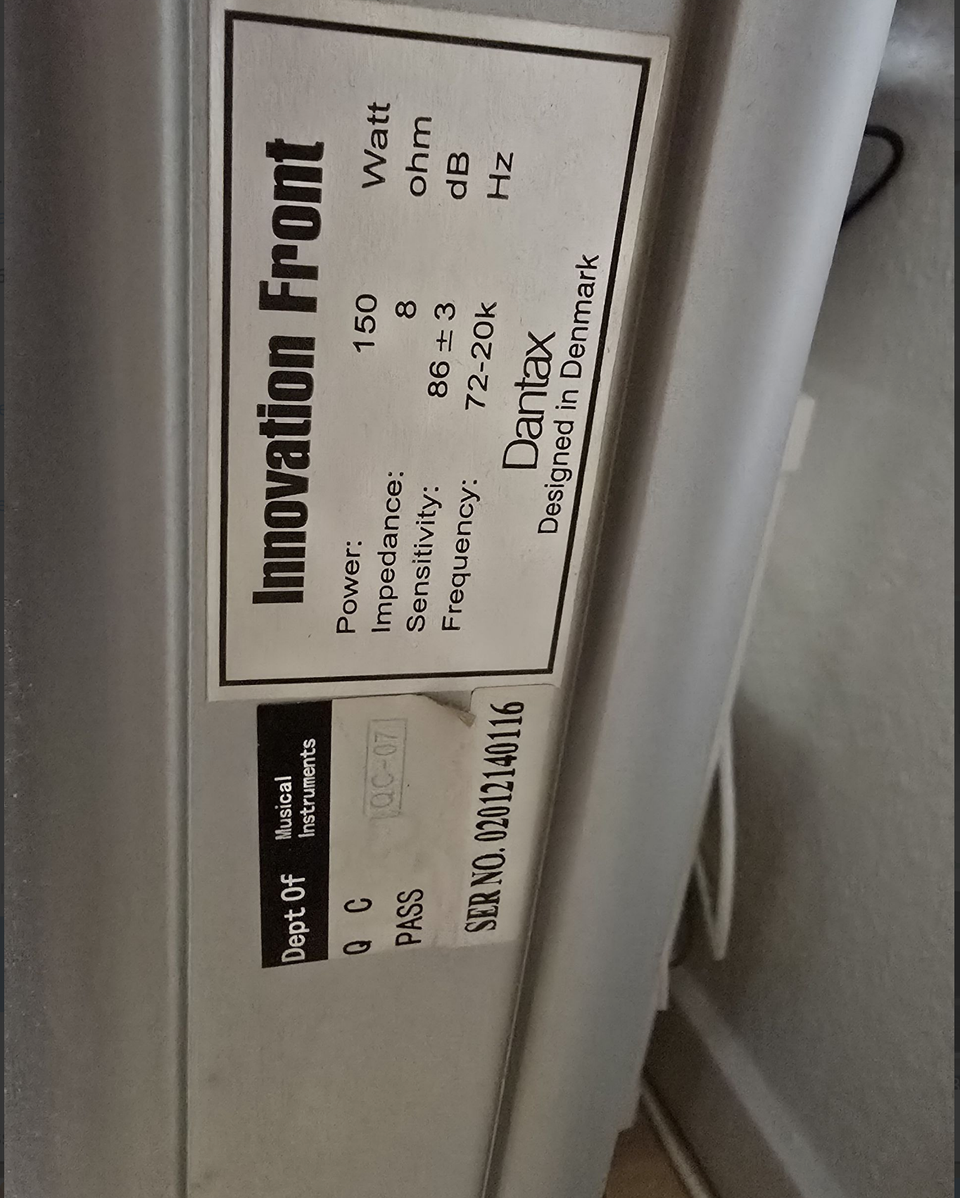 Innovation Front
Power: 150 Watt
Impedance: 8 ohm
Sensitivity: 86 ± 3 dB
Frequency: 72-20k Hz
Dantax
Designed in Denmark
Dept Of Musical Instruments
Q C
PASS
QC-07
SER NO. 02012140116